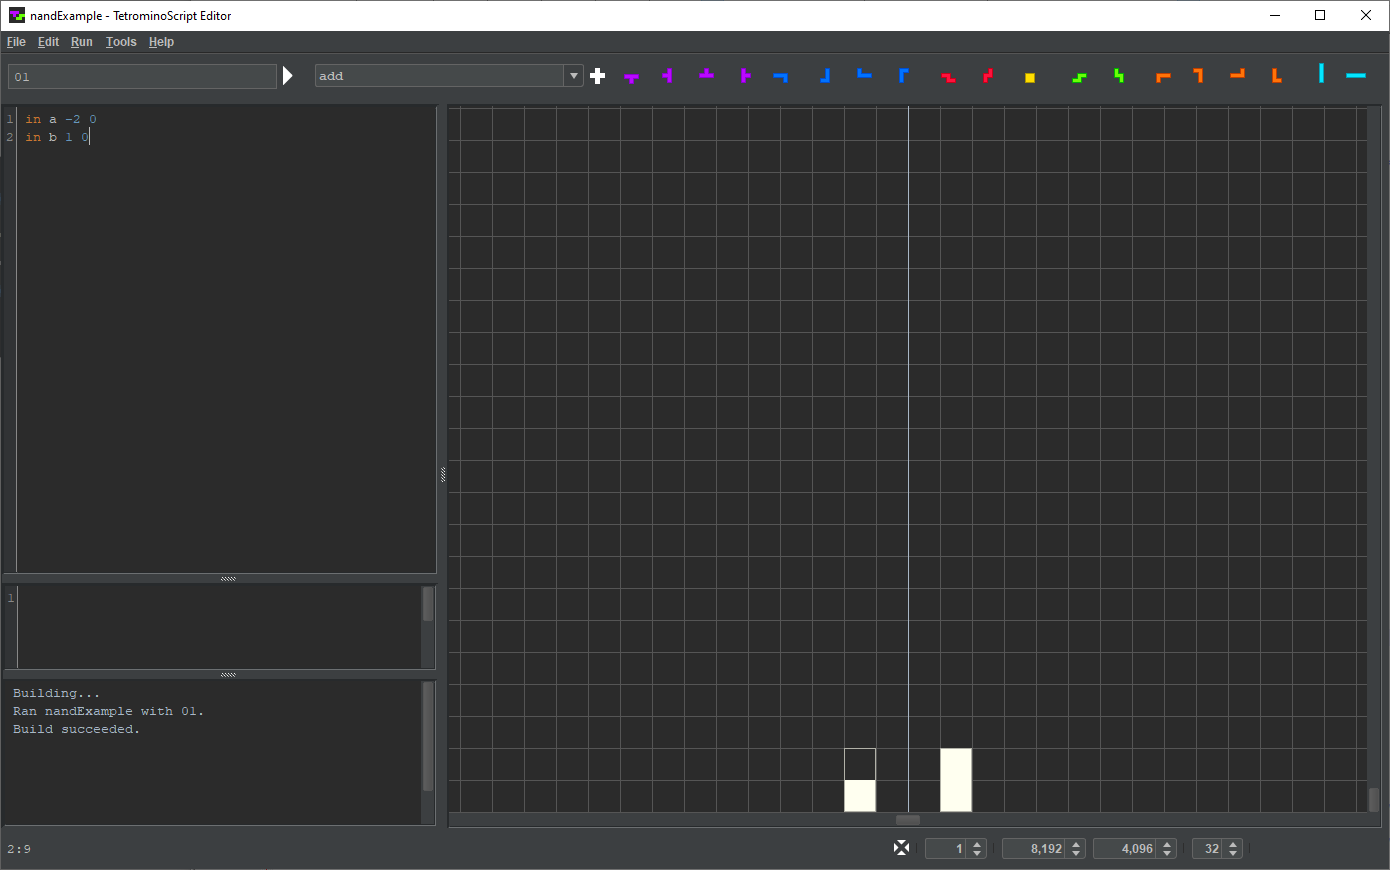 nandExample - TetrominoScript Editor
File Edit Run Tools Help
01 add
1 in a -2 0
2 in b 1 0
1
Building...
Ran nandExample with 01.
Build succeeded.
2:9 1 8,192 4,096 32